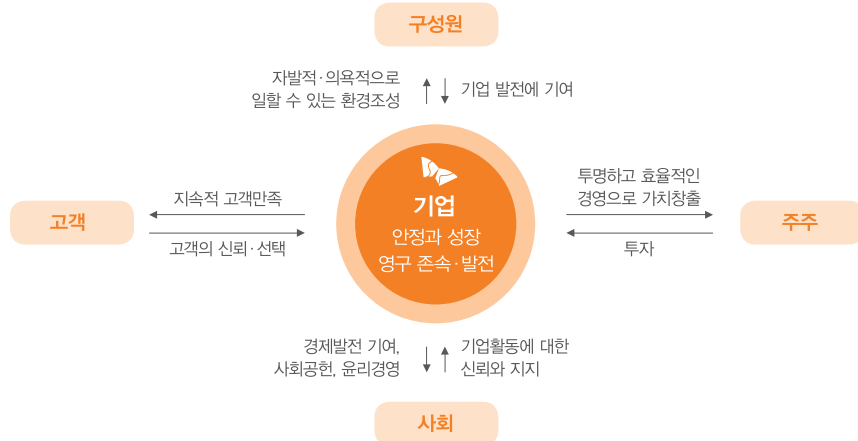 구성원
자발적·의욕적으로
일할 수 있는 환경조성
기업 발전에 기여
지속적 고객만족
고객
고객의 신뢰·선택
기업
안정과 성장
영구 존속·발전
투명하고 효율적인
경영으로 가치창출
주주
투자
경제발전 기여,
사회공헌, 윤리경영
기업활동에 대한
신뢰와 지지
사회